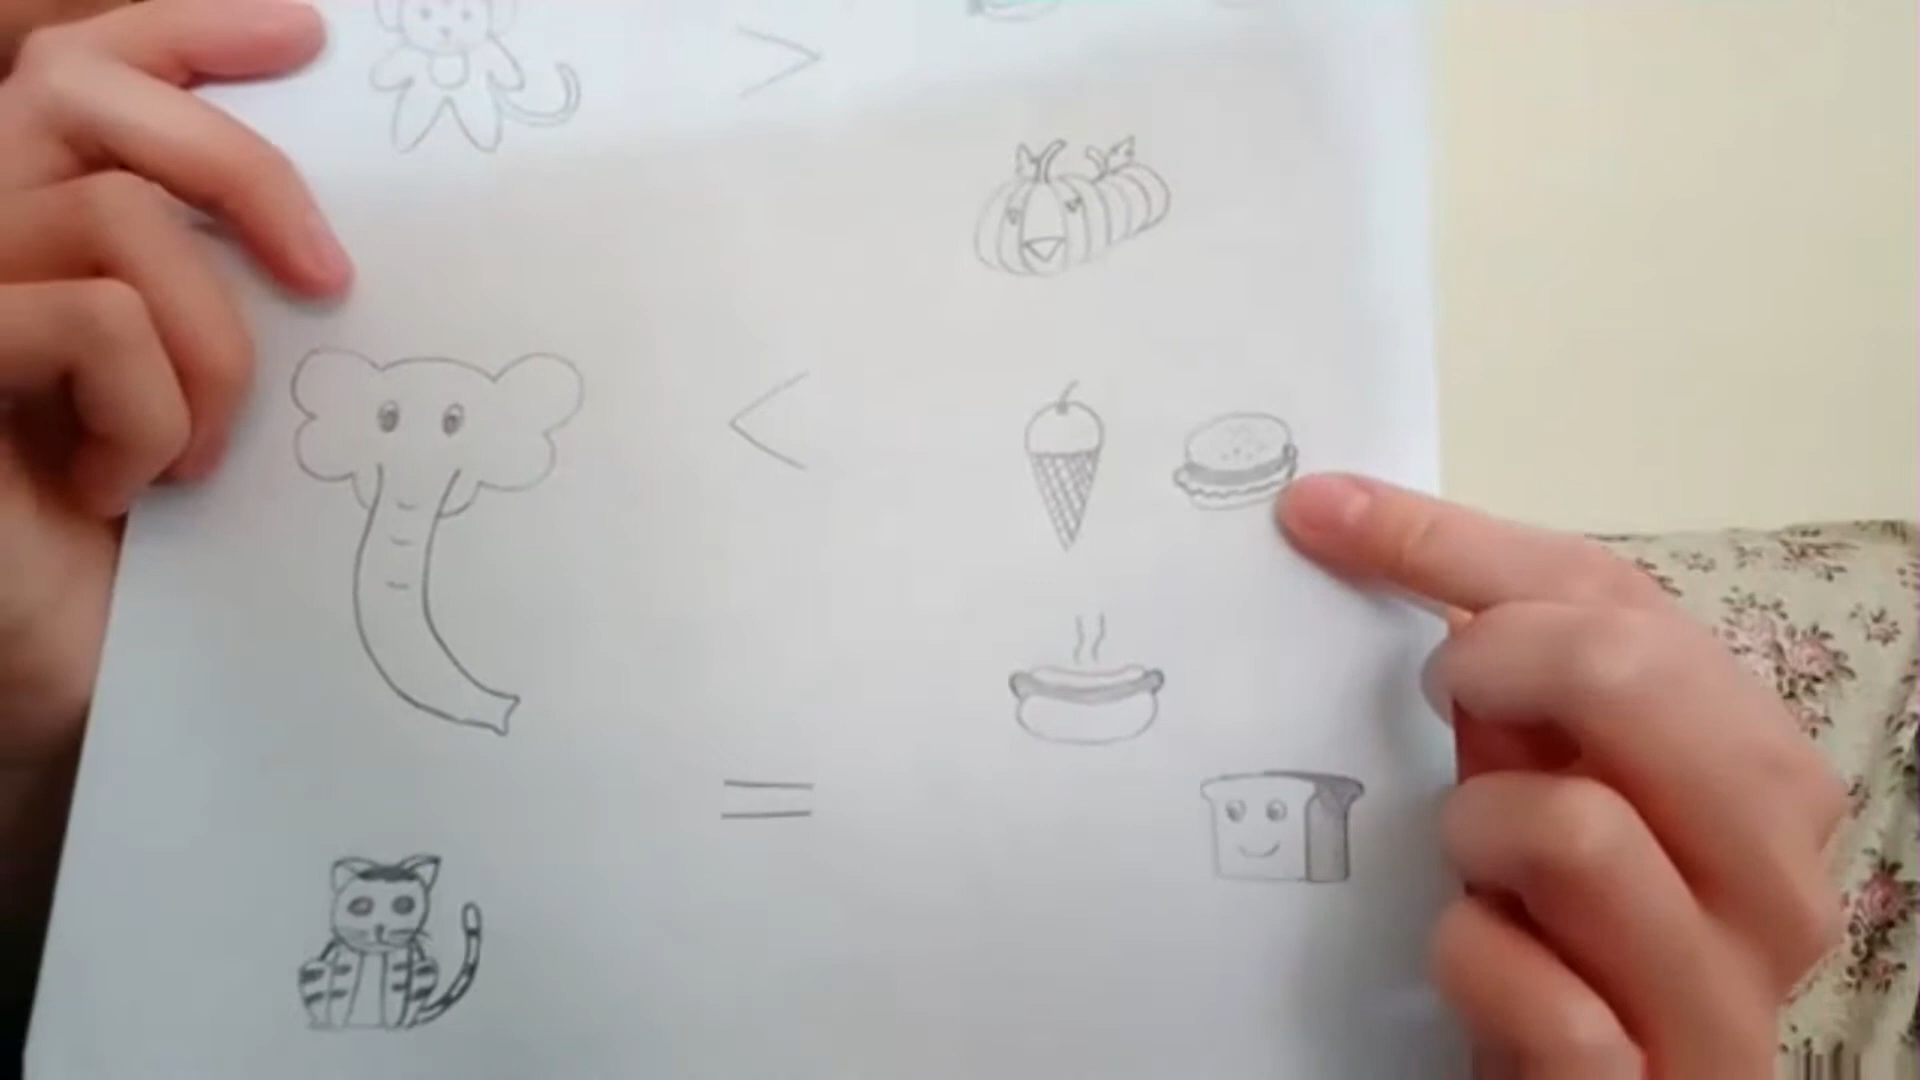 >
<
=